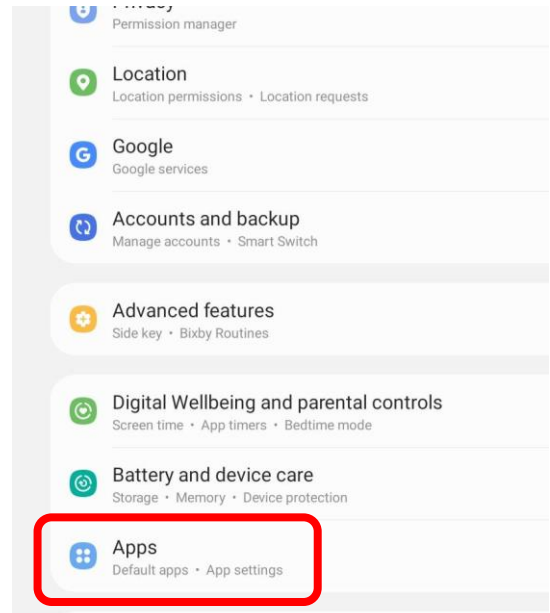 Privacy
Permission manager
Location
Location permissions • Location requests
Google
Google services
Accounts and backup
Manage accounts • Smart Switch
Advanced features
Side key • Bixby Routines
Digital Wellbeing and parental controls
Screen time • App timers • Bedtime mode
Battery and device care
Storage • Memory • Device protection
Apps
Default apps • App settings